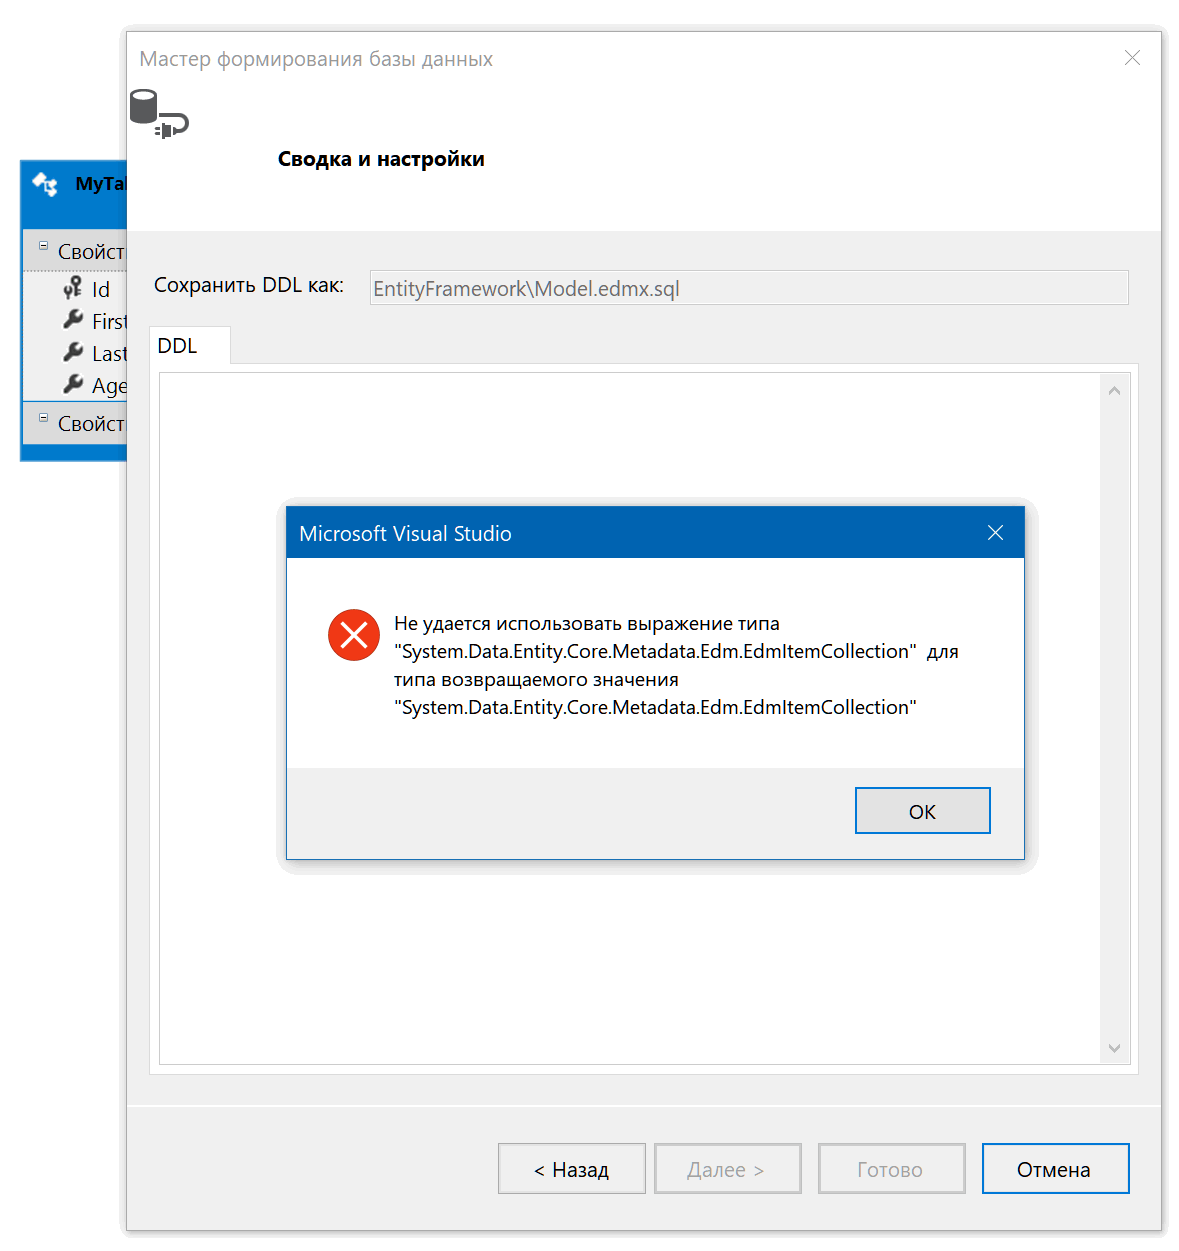 Мастер формирования базы данных
Сводка и настройки
MyTa
Свойст
Id
First
Last
Age
Свойст
Сохранить DDL как:
EntityFramework\Model.edmx.sql
DDL
Microsoft Visual Studio
Не удается использовать выражение типа
"System.Data.Entity.Core.Metadata.Edm.EdmItemCollection" для
типа возвращаемого значения
"System.Data.Entity.Core.Metadata.Edm.EdmItemCollection"
OK
< Назад
Далее >
Готово
Отмена